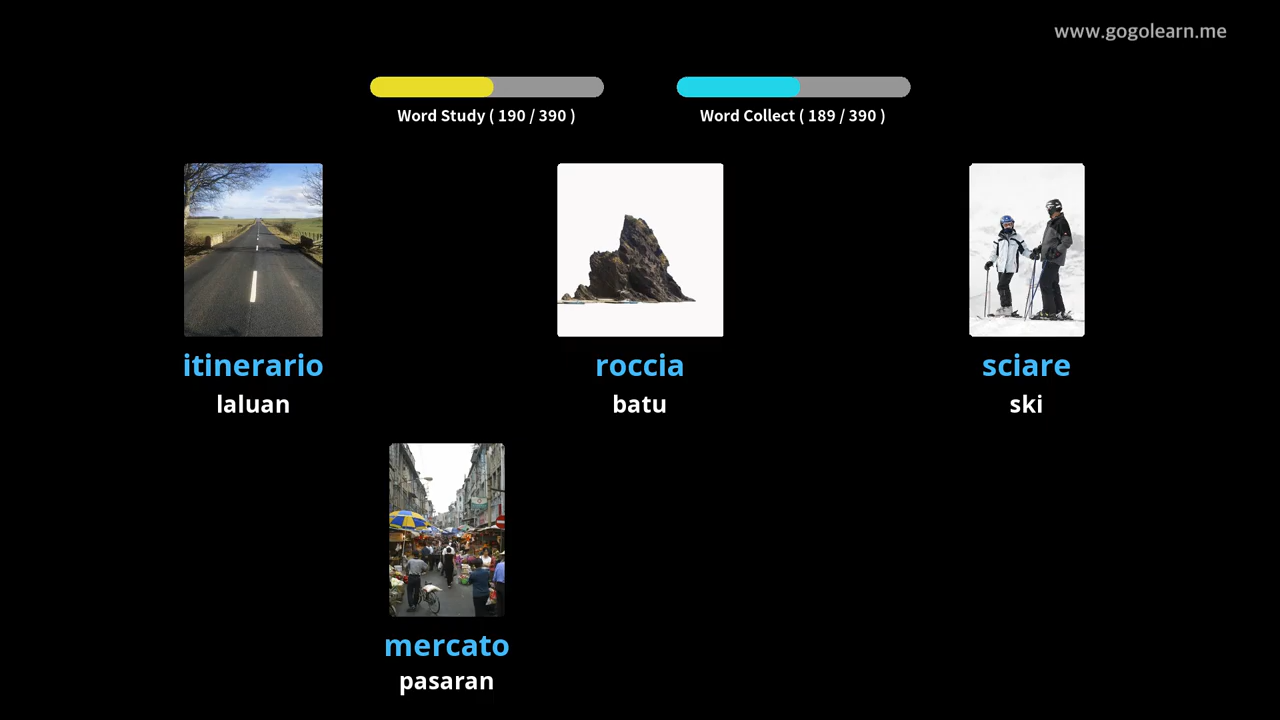 www.gogolearn.me
Word Study ( 190 / 390 )
Word Collect ( 189 / 390 )
itinerario
laluan
roccia
batu
sciare
ski
mercato
pasaran